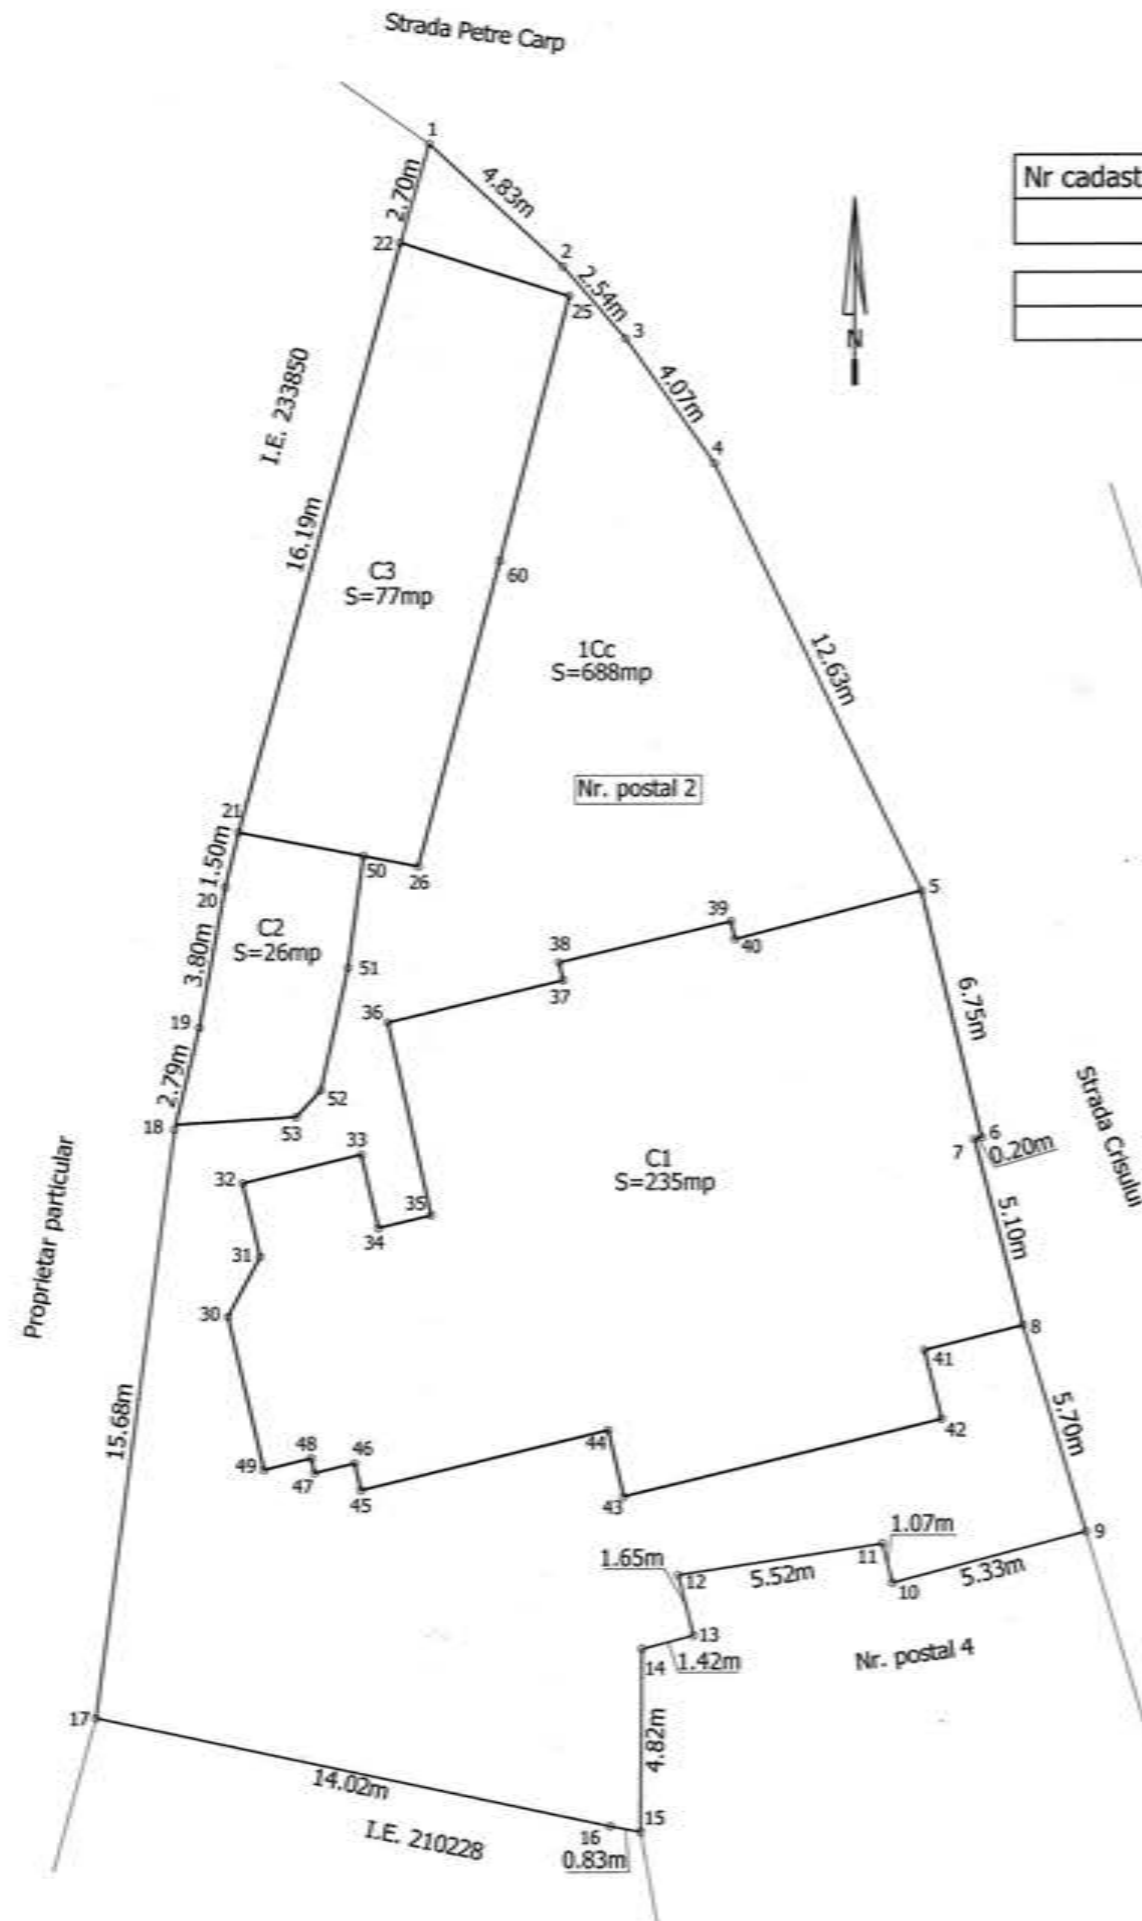 Strada Petre Carp
1
4.83m
2.70m
Nr cadast
22
2
2.54m
25
3
N
4.07m
I.E. 233850
4
16.19m
C3
S=77mp
60
1Cc
S=688mp
12.63m
Nr. postal 2
21
1.50m
50
26
20
5
39
C2
S=26mp
40
38
3.80m
51
37
36
19
6.75m
2.79m
52
Strada Crisului
18
53
6
7
0.20m
33
C1
S=235mp
32
35
5.10m
34
Proprietar particular
31
30
8
41
5.70m
15.68m
42
44
48
46
49
47
45
43
9
1.07m
11
1.65m
12
5.52m
5.33m
10
13
14
1.42m
Nr. postal 4
17
4.82m
14.02m
15
16
I.E. 210228
0.83m